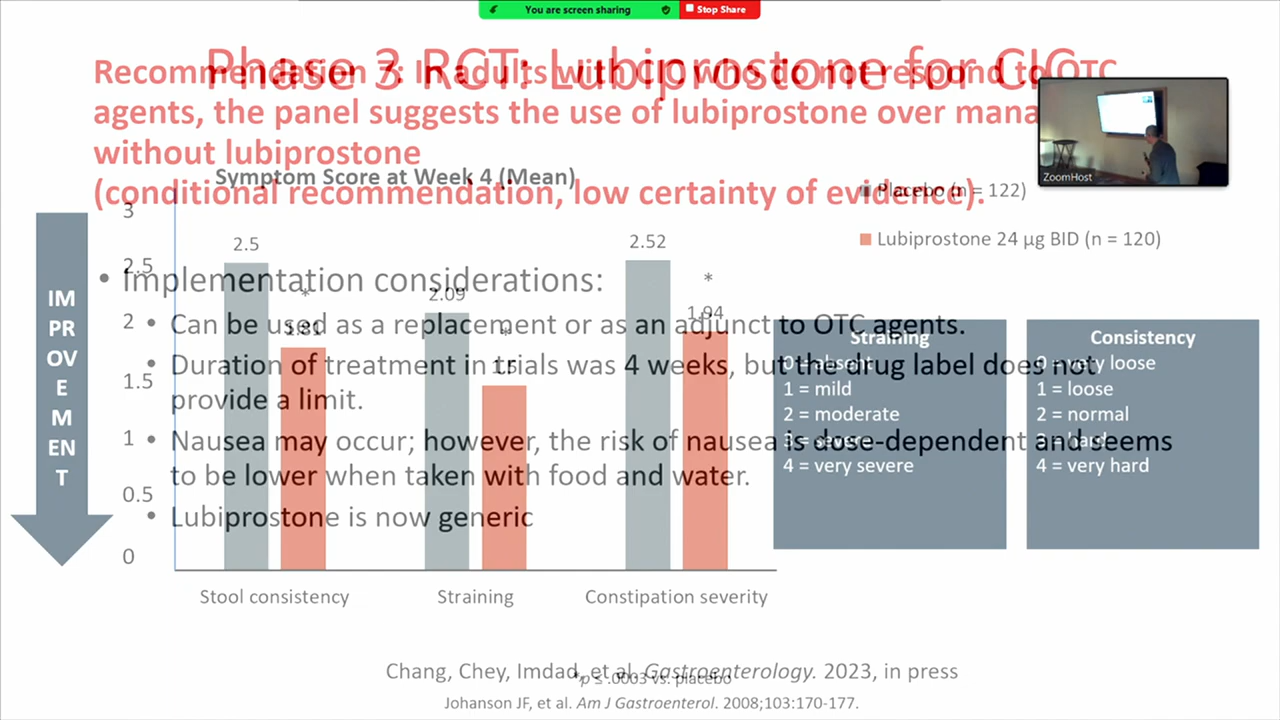 You are screen sharing
Stop Share
Phase 3 RCT: Lubiprostone for CIC
Recommendation 7: In adults with CIC who do not respond to OTC
agents, the panel suggests the use of lubiprostone over mana
without lubiprostone
(conditional recommendation, low certainty of evidence).
ZoomHost
Symptom Score at Week 4 (Mean)
Placebo (n = 122)
Lubiprostone 24 µg BID (n = 120)
3
2.5
2
1.5
1
0.5
0
IM
PR
OV
E
M
EN
T
2.5
*
1.81
2.09
*
1.5
2.52
*
1.94
Stool consistency
Straining
Constipation severity
• Implementation considerations:
• Can be used as a replacement or as an adjunct to OTC agents.
• Duration of treatment in trials was 4 weeks, but the drug label does not
provide a limit.
• Nausea may occur; however, the risk of nausea is dose-dependent and seems
to be lower when taken with food and water.
• Lubiprostone is now generic
Straining
0 = absent
1 = mild
2 = moderate
3 = severe
4 = very severe
Consistency
0 = very loose
1 = loose
2 = normal
3 = hard
4 = very hard
Chang, Chey, Imdad, et al. Gastroenterology. 2023, in press
*p ≤ .0003 vs. placebo
Johanson JF, et al. Am J Gastroenterol. 2008;103:170-177.